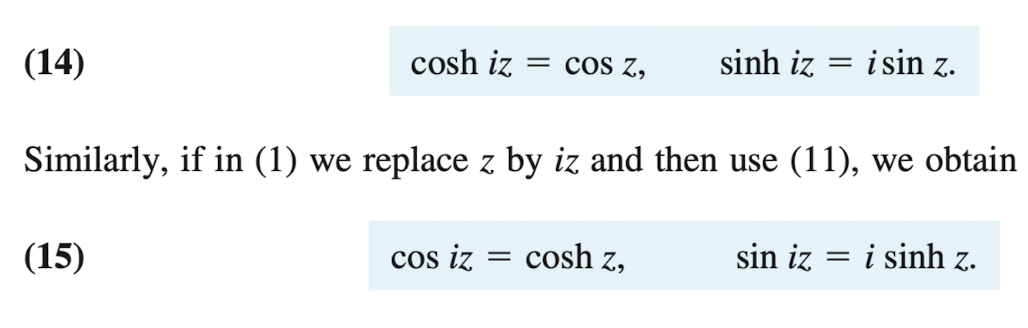 (14) cosh iz = cos z, sinh iz = i sin z.
Similarly, if in (1) we replace z by iz and then use (11), we obtain
(15) cos iz = cosh z, sin iz = i sinh z.